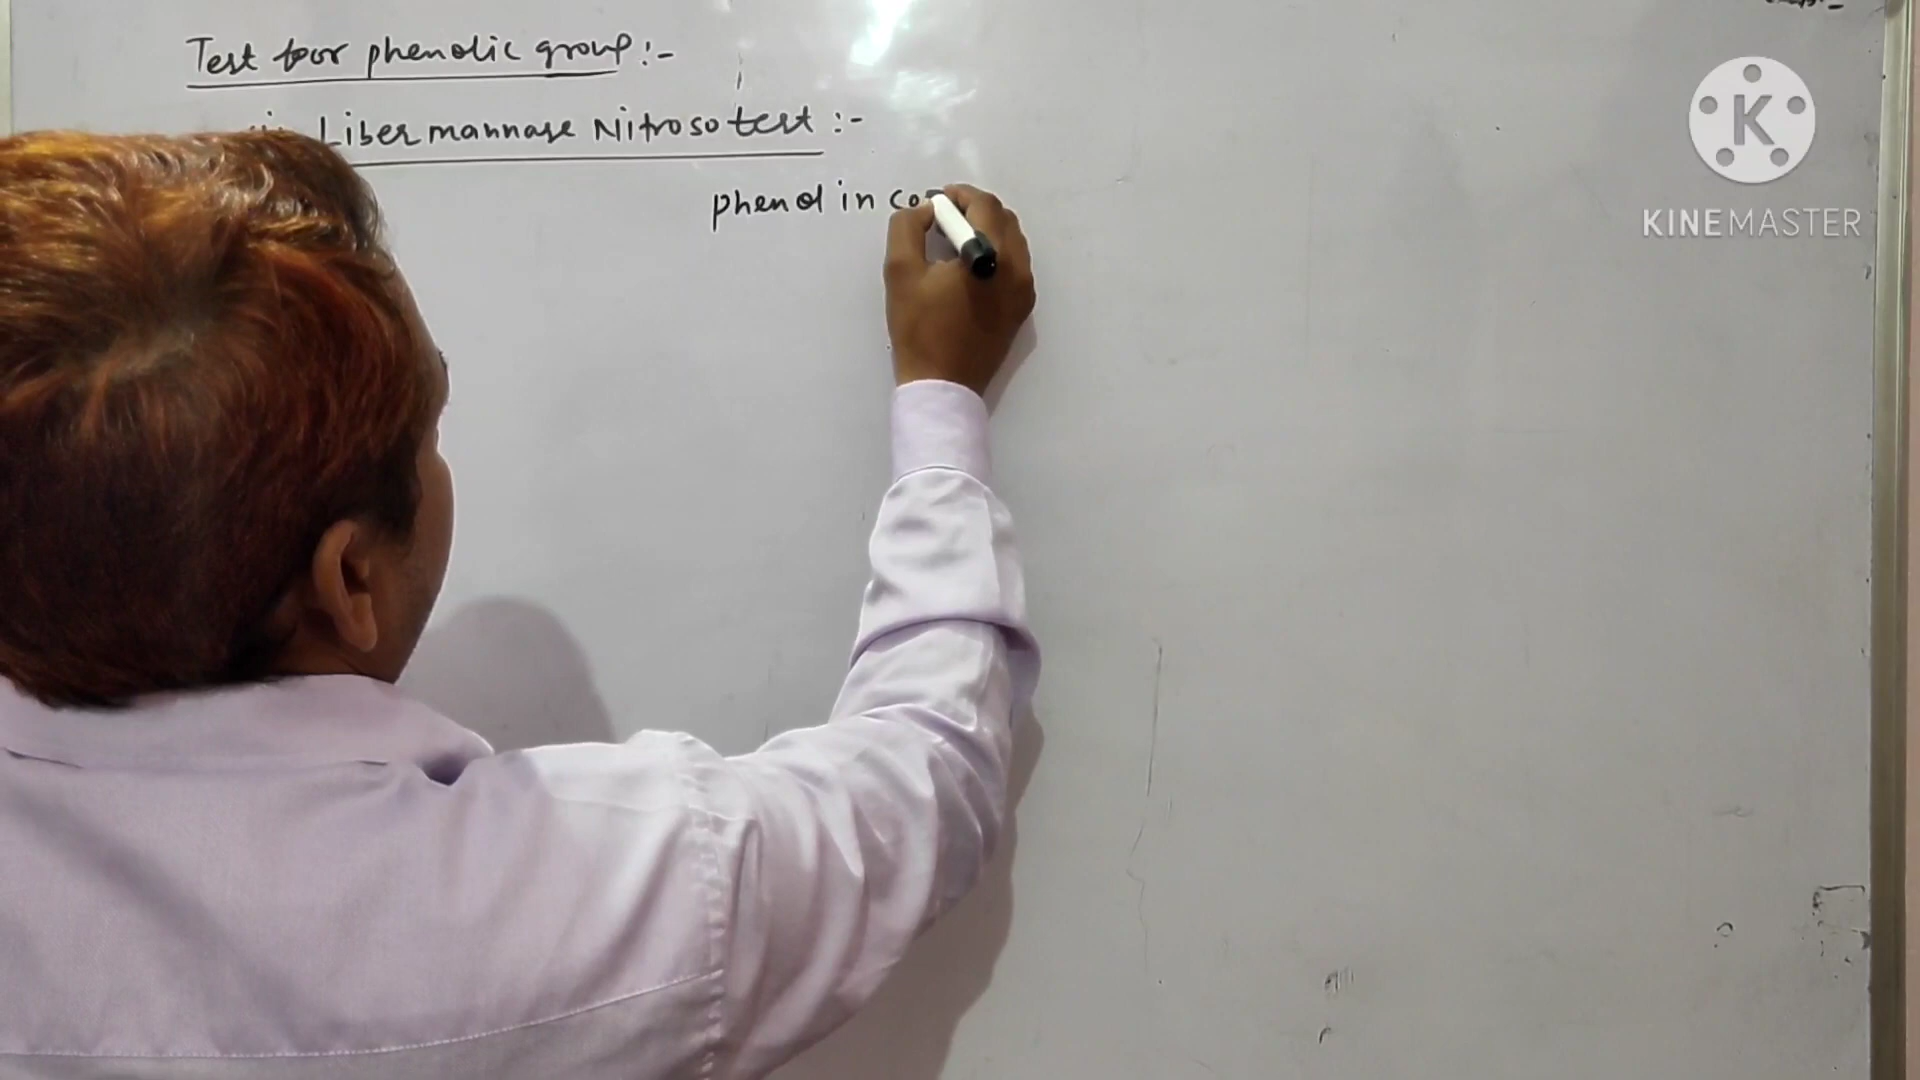 Test for phenolic group :-
Libermannase Nitroso test :-
phenol in co
K
KINEMASTER